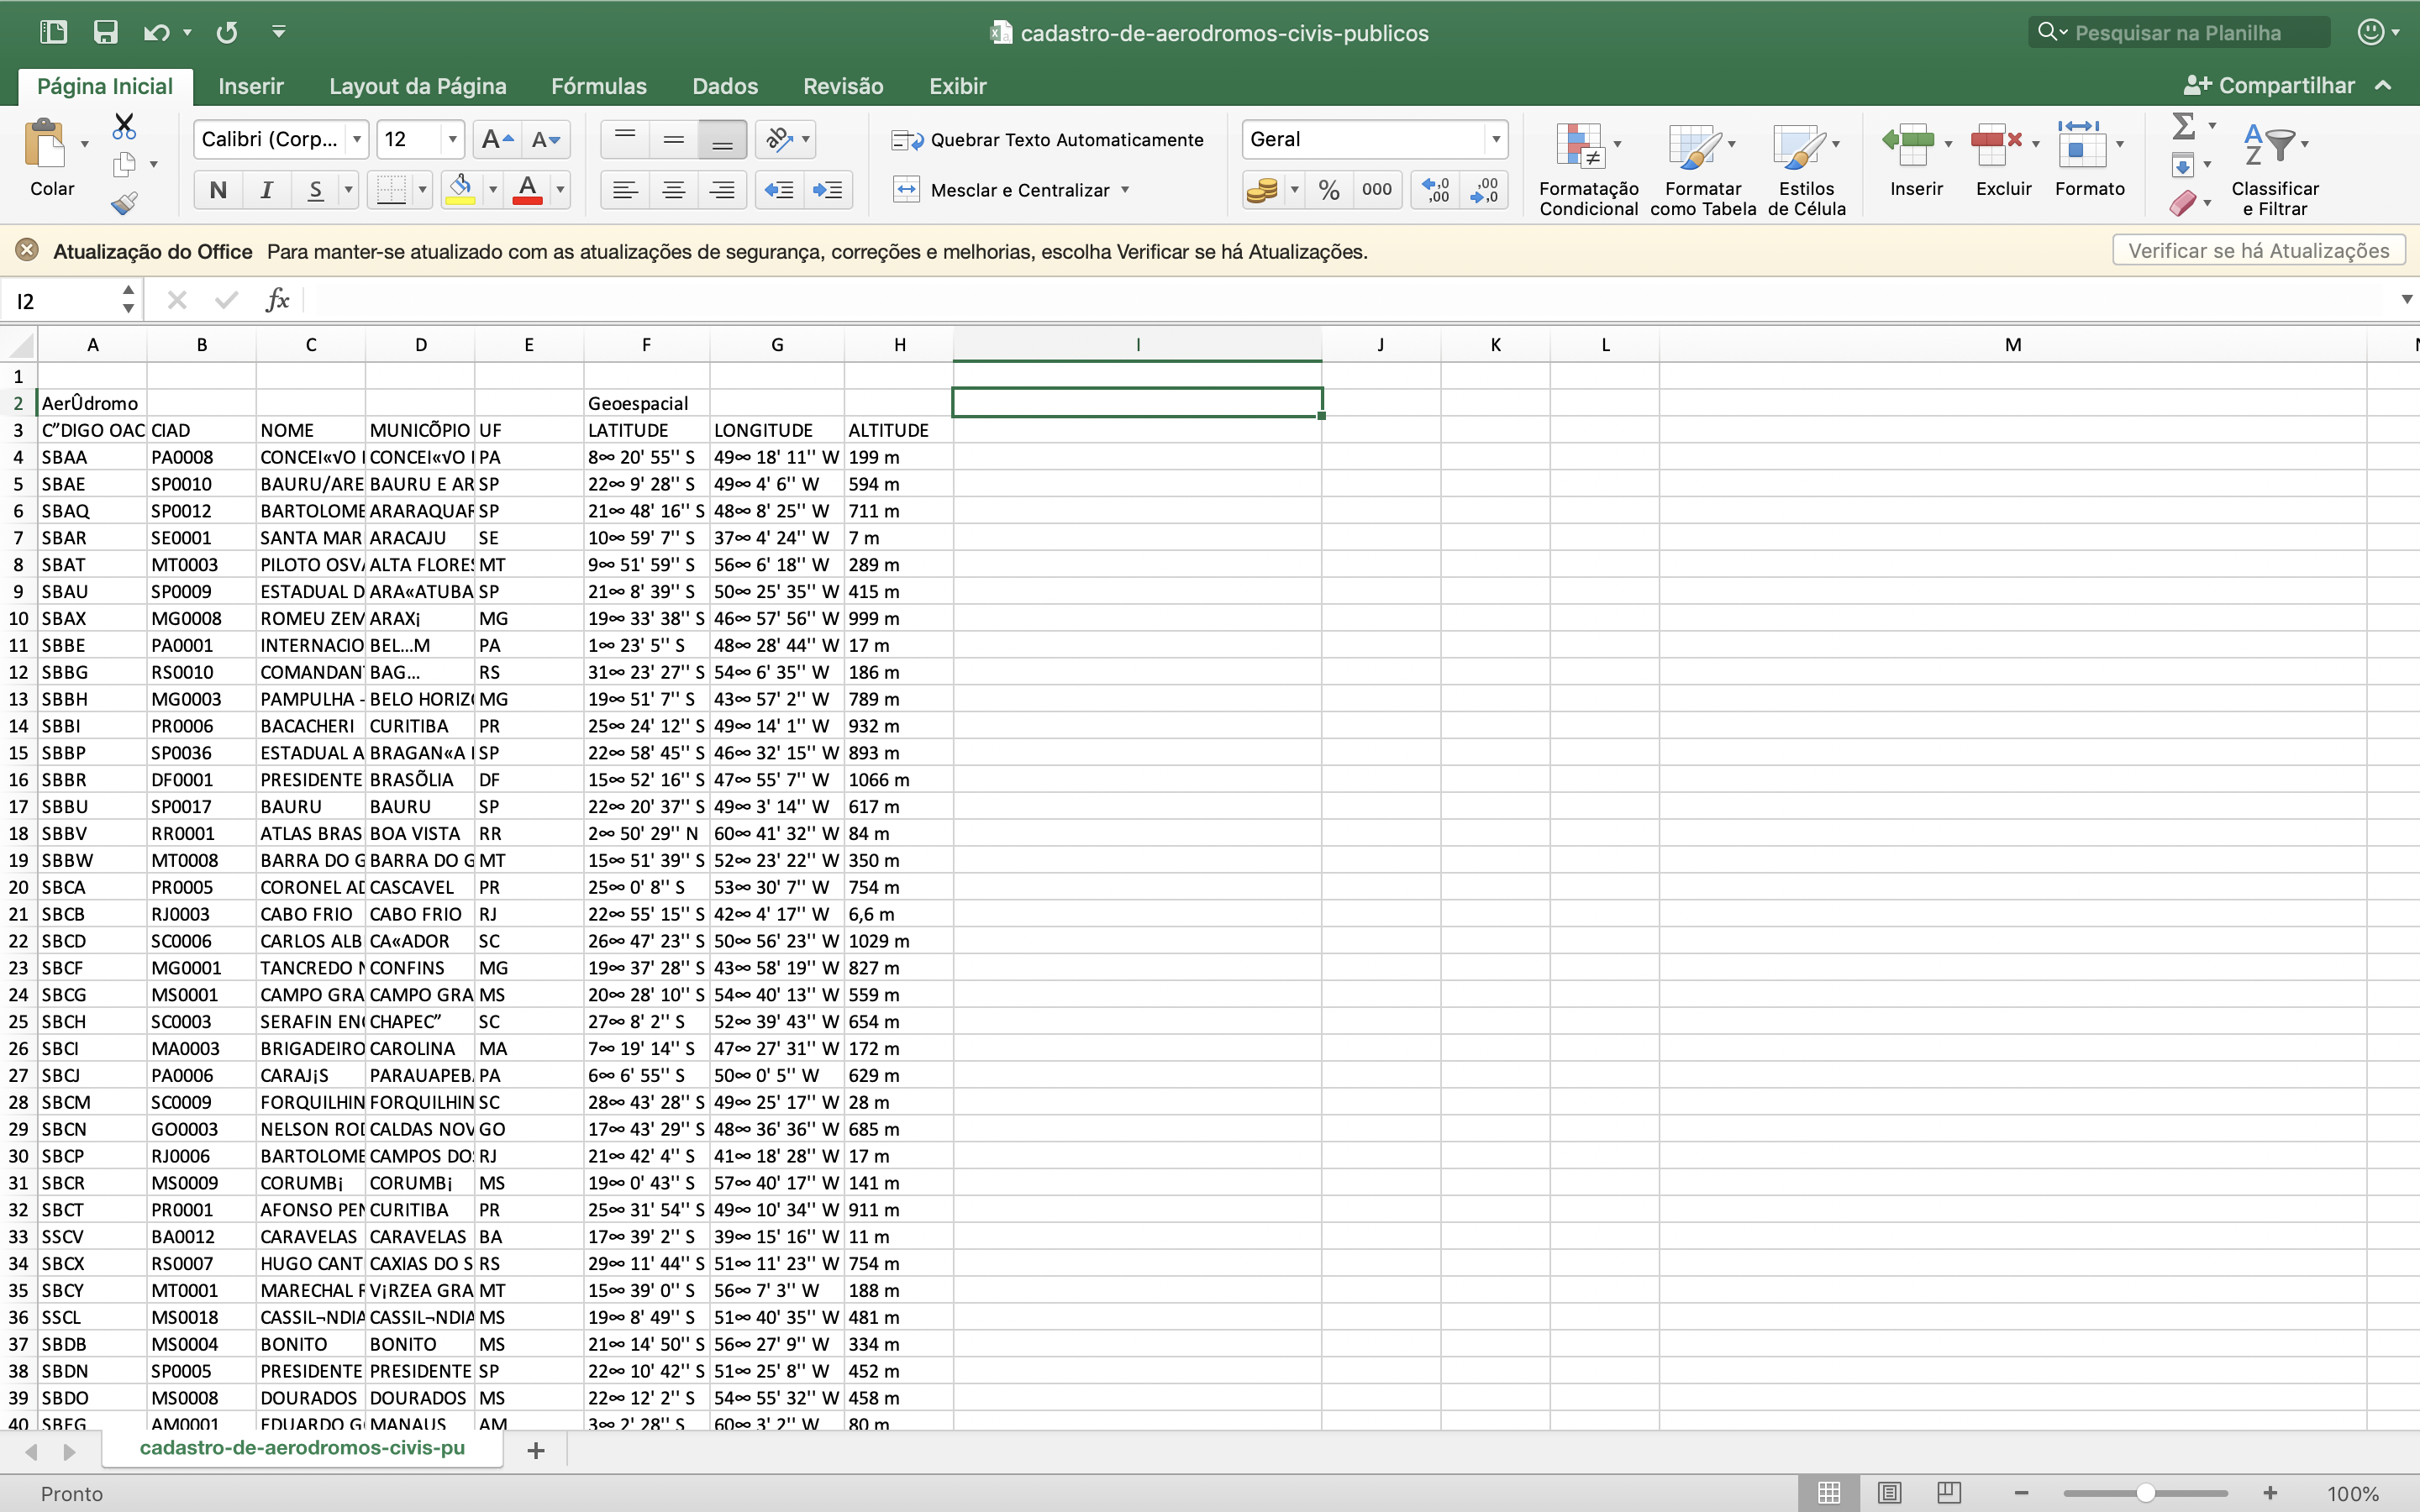 cadastro-de-aerodromos-civis-publicos
Pesquisar na Planilha
Página Inicial Inserir Layout da Página Fórmulas Dados Revisão Exibir
Compartilhar
Colar
Calibri (Corp... 12
N I S A
Quebrar Texto Automaticamente
Mesclar e Centralizar
Geral
% 000
Formatação Condicional
Formatar como Tabela
Estilos de Célula
Inserir Excluir Formato
Classificar e Filtrar
Atualização do Office Para manter-se atualizado com as atualizações de segurança, correções e melhorias, escolha Verificar se há Atualizações.
Verificar se há Atualizações
I2 fx
A B C D E F G H I J K L M
1
2 AerÛdromo Geoespacial
3 C”DIGO OAC CIAD NOME MUNICÕPIO UF LATITUDE LONGITUDE ALTITUDE
4 SBAA PA0008 CONCEI«√O CONCEI«√O PA 8∞ 20' 55'' S 49∞ 18' 11'' W 199 m
5 SBAE SP0010 BAURU/ARE BAURU E AR SP 22∞ 9' 28'' S 49∞ 4' 6'' W 594 m
6 SBAQ SP0012 BARTOLOME ARARAQUAR SP 21∞ 48' 16'' S 48∞ 8' 25'' W 711 m
7 SBAR SE0001 SANTA MAR ARACAJU SE 10∞ 59' 7'' S 37∞ 4' 24'' W 7 m
8 SBAT MT0003 PILOTO OSV ALTA FLORES MT 9∞ 51' 59'' S 56∞ 6' 18'' W 289 m
9 SBAU SP0009 ESTADUAL D ARA«ATUBA SP 21∞ 8' 39'' S 50∞ 25' 35'' W 415 m
10 SBAX MG0008 ROMEU ZEM ARAX¡ MG 19∞ 33' 38'' S 46∞ 57' 56'' W 999 m
11 SBBE PA0001 INTERNACIO BEL...M PA 1∞ 23' 5'' S 48∞ 28' 44'' W 17 m
12 SBBG RS0010 COMANDAN BAG... RS 31∞ 23' 27'' S 54∞ 6' 35'' W 186 m
13 SBBH MG0003 PAMPULHA - BELO HORIZ MG 19∞ 51' 7'' S 43∞ 57' 2'' W 789 m
14 SBBI PR0006 BACACHERI CURITIBA PR 25∞ 24' 12'' S 49∞ 14' 1'' W 932 m
15 SBBP SP0036 ESTADUAL A BRAGAN«A SP 22∞ 58' 45'' S 46∞ 32' 15'' W 893 m
16 SBBR DF0001 PRESIDENTE BRASÕLIA DF 15∞ 52' 16'' S 47∞ 55' 7'' W 1066 m
17 SBBU SP0017 BAURU BAURU SP 22∞ 20' 37'' S 49∞ 3' 14'' W 617 m
18 SBBV RR0001 ATLAS BRAS BOA VISTA RR 2∞ 50' 29'' N 60∞ 41' 32'' W 84 m
19 SBBW MT0008 BARRA DO G BARRA DO G MT 15∞ 51' 39'' S 52∞ 23' 22'' W 350 m
20 SBCA PR0005 CORONEL AD CASCAVEL PR 25∞ 0' 8'' S 53∞ 30' 7'' W 754 m
21 SBCB RJ0003 CABO FRIO CABO FRIO RJ 22∞ 55' 15'' S 42∞ 4' 17'' W 6,6 m
22 SBCD SC0006 CARLOS ALB CA«ADOR SC 26∞ 47' 23'' S 50∞ 56' 23'' W 1029 m
23 SBCF MG0001 TANCREDO N CONFINS MG 19∞ 37' 28'' S 43∞ 58' 19'' W 827 m
24 SBCG MS0001 CAMPO GRA CAMPO GRA MS 20∞ 28' 10'' S 54∞ 40' 13'' W 559 m
25 SBCH SC0003 SERAFIN EN CHAPEC” SC 27∞ 8' 2'' S 52∞ 39' 43'' W 654 m
26 SBCI MA0003 BRIGADEIRO CAROLINA MA 7∞ 19' 14'' S 47∞ 27' 31'' W 172 m
27 SBCJ PA0006 CARAJ¡S PARAUAPEB PA 6∞ 6' 55'' S 50∞ 0' 5'' W 629 m
28 SBCM SC0009 FORQUILHIN FORQUILHIN SC 28∞ 43' 28'' S 49∞ 25' 17'' W 28 m
29 SBCN GO0003 NELSON ROD CALDAS NOV GO 17∞ 43' 29'' S 48∞ 36' 36'' W 685 m
30 SBCP RJ0006 BARTOLOME CAMPOS DOS RJ 21∞ 42' 4'' S 41∞ 18' 28'' W 17 m
31 SBCR MS0009 CORUMB¡ CORUMB¡ MS 19∞ 0' 43'' S 57∞ 40' 17'' W 141 m
32 SBCT PR0001 AFONSO PEN CURITIBA PR 25∞ 31' 54'' S 49∞ 10' 34'' W 911 m
33 SSCV BA0012 CARAVELAS CARAVELAS BA 17∞ 39' 2'' S 39∞ 15' 16'' W 11 m
34 SBCX RS0007 HUGO CANT CAXIAS DO S RS 29∞ 11' 44'' S 51∞ 11' 23'' W 754 m
35 SBCY MT0001 MARECHAL R V¡RZEA GRA MT 15∞ 39' 0'' S 56∞ 7' 3'' W 188 m
36 SSCL MS0018 CASSIL¬NDIA CASSIL¬NDIA MS 19∞ 8' 49'' S 51∞ 40' 35'' W 481 m
37 SBDB MS0004 BONITO BONITO MS 21∞ 14' 50'' S 56∞ 27' 9'' W 334 m
38 SBDN SP0005 PRESIDENTE PRESIDENTE SP 22∞ 10' 42'' S 51∞ 25' 8'' W 452 m
39 SBDO MS0008 DOURADOS DOURADOS MS 22∞ 12' 2'' S 54∞ 55' 32'' W 458 m
40 SBEG AM0001 EDUARDO G MANAUS AM 3∞ 2' 28'' S 60∞ 3' 2'' W 80 m
cadastro-de-aerodromos-civis-pu
Pronto
100%